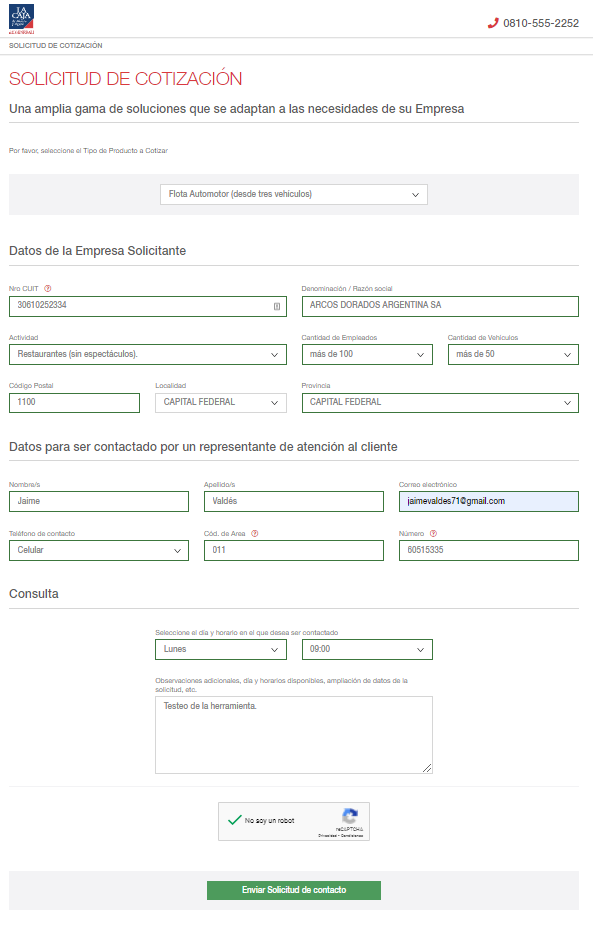 LA
CAJA
0810-555-2252
SOLICITUD DE COTIZACIÓN
SOLICITUD DE COTIZACIÓN
Una amplia gama de soluciones que se adaptan a las necesidades de su Empresa
Por favor, seleccione el Tipo de Producto a Cotizar
Flota Automotor (desde tres vehículos)
Datos de la Empresa Solicitante
Nro CUIT ?
Denominación / Razón social
30610252334
ARCOS DORADOS ARGENTINA SA
Actividad
Cantidad de Empleados
Cantidad de Vehículos
Restaurantes (sin espectáculos).
más de 100
más de 50
Código Postal
Localidad
Provincia
1100
CAPITAL FEDERAL
CAPITAL FEDERAL
Datos para ser contactado por un representante de atención al cliente
Nombre/s
Apellido/s
Correo electrónico
Jaime
Valdés
jaimevaldes71@gmail.com
Teléfono de contacto
Cód. de Area ?
Número ?
Celular
011
60515335
Consulta
Seleccione el día y horario en el que desea ser contactado
Lunes
09:00
Observaciones adicionales, día y horarios disponibles, ampliación de datos de la
solicitud, etc.
Testeo de la herramienta.
No soy un robot
reCAPTCHA
Privacidad - Condiciones
Enviar Solicitud de contacto